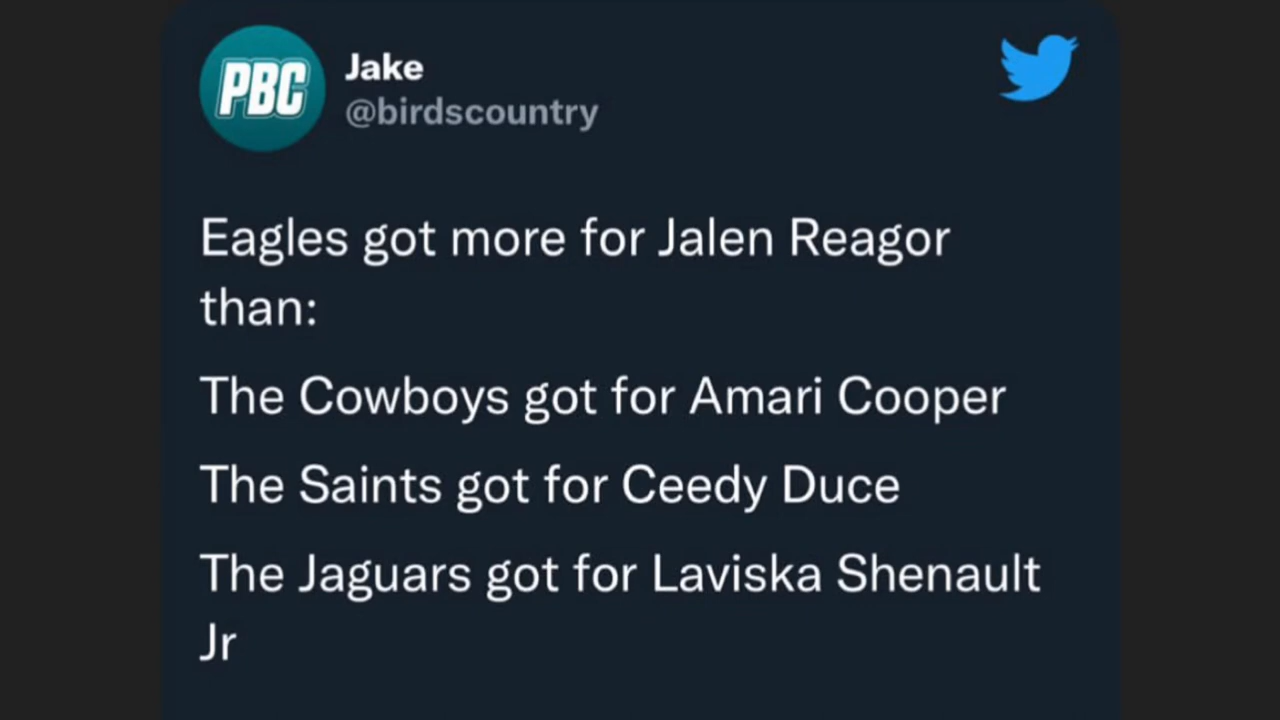 PBC
Jake
@birdscountry
Eagles got more for Jalen Reagor
than:
The Cowboys got for Amari Cooper
The Saints got for Ceedy Duce
The Jaguars got for Laviska Shenault
Jr